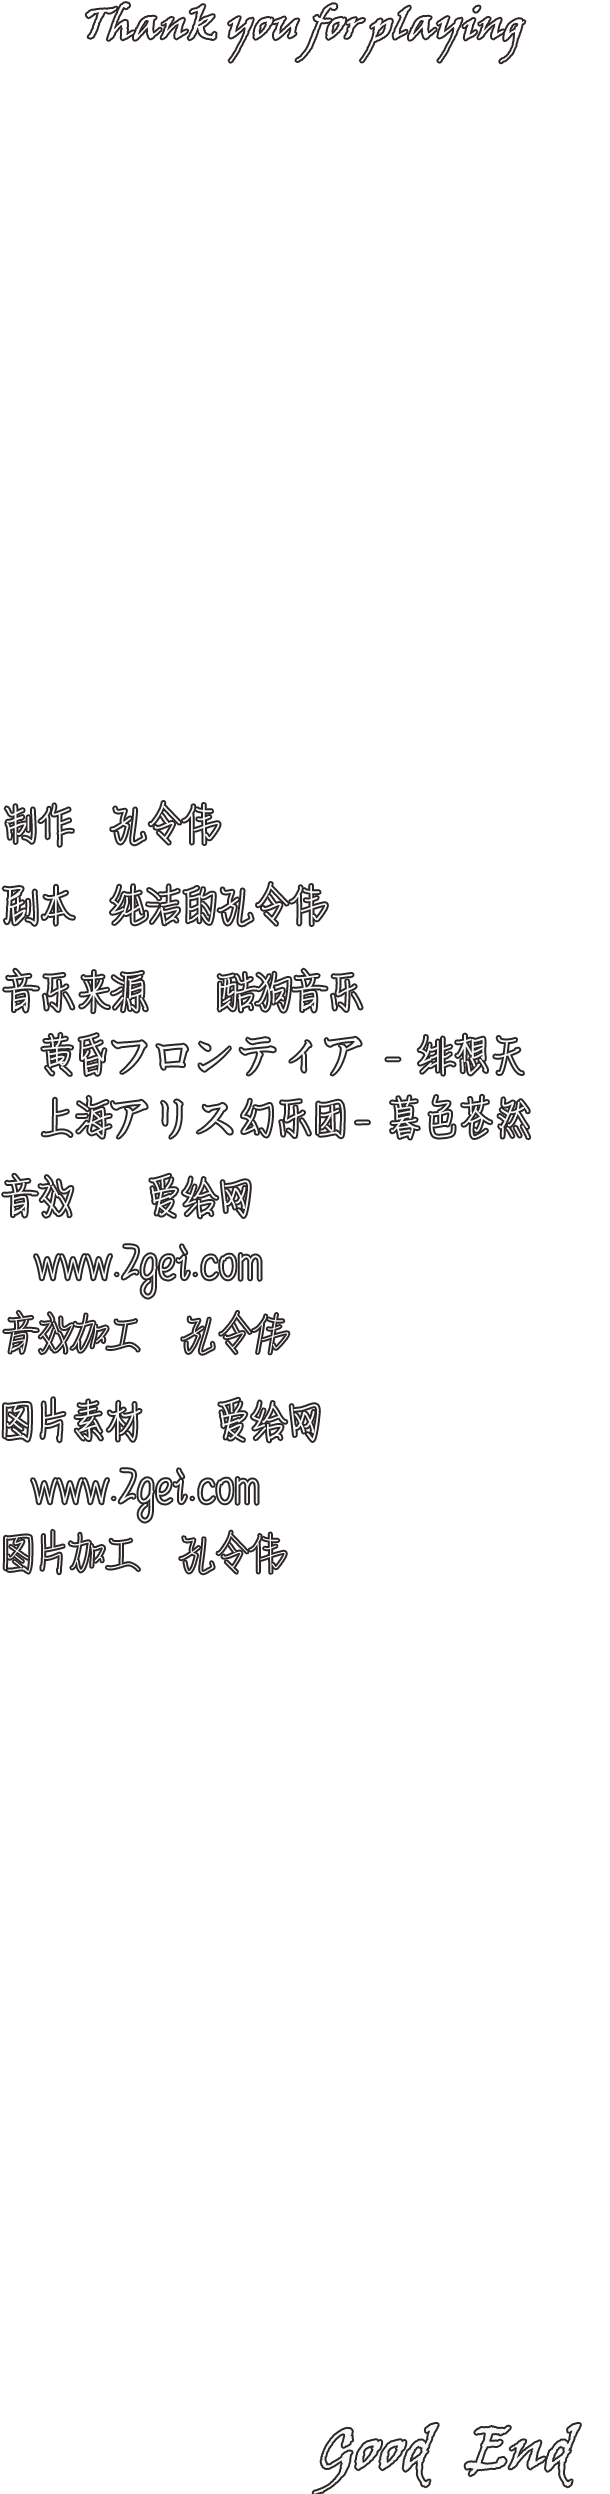 Thank you for playing
制作 孔令伟
剧本 绝丧的孔令伟
音乐来源 酷狗音乐
黄昏フロンティア - 绯想天
上海アリス幻乐团 - 暮色苍然
音效 爱给网
www.2gei.com
音效加工 孔令伟
图片素材 爱给网
www.2gei.com
图片加工 孔令伟
Good End